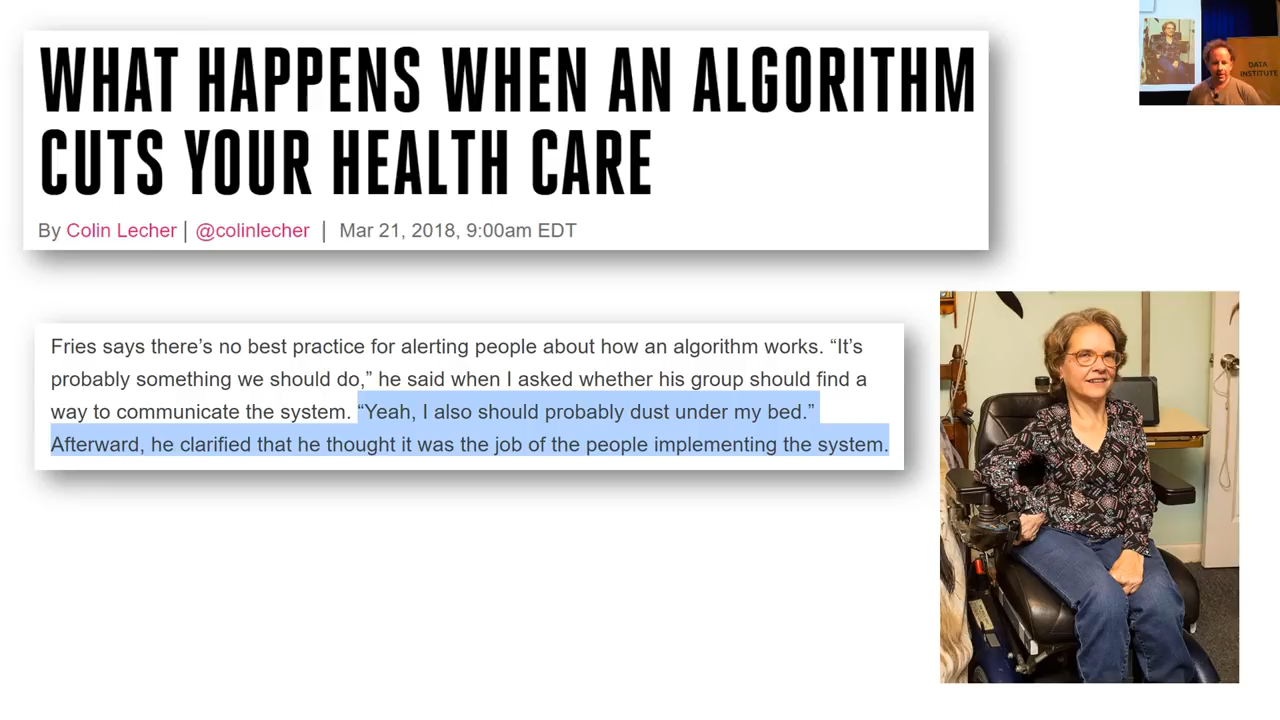 WHAT HAPPENS WHEN AN ALGORITHM
CUTS YOUR HEALTH CARE
By Colin Lecher | @colinlecher | Mar 21, 2018, 9:00am EDT
Fries says there’s no best practice for alerting people about how an algorithm works. “It’s
probably something we should do,” he said when I asked whether his group should find a
way to communicate the system. “Yeah, I also should probably dust under my bed.”
Afterward, he clarified that he thought it was the job of the people implementing the system.
DATA
INSTITUTE